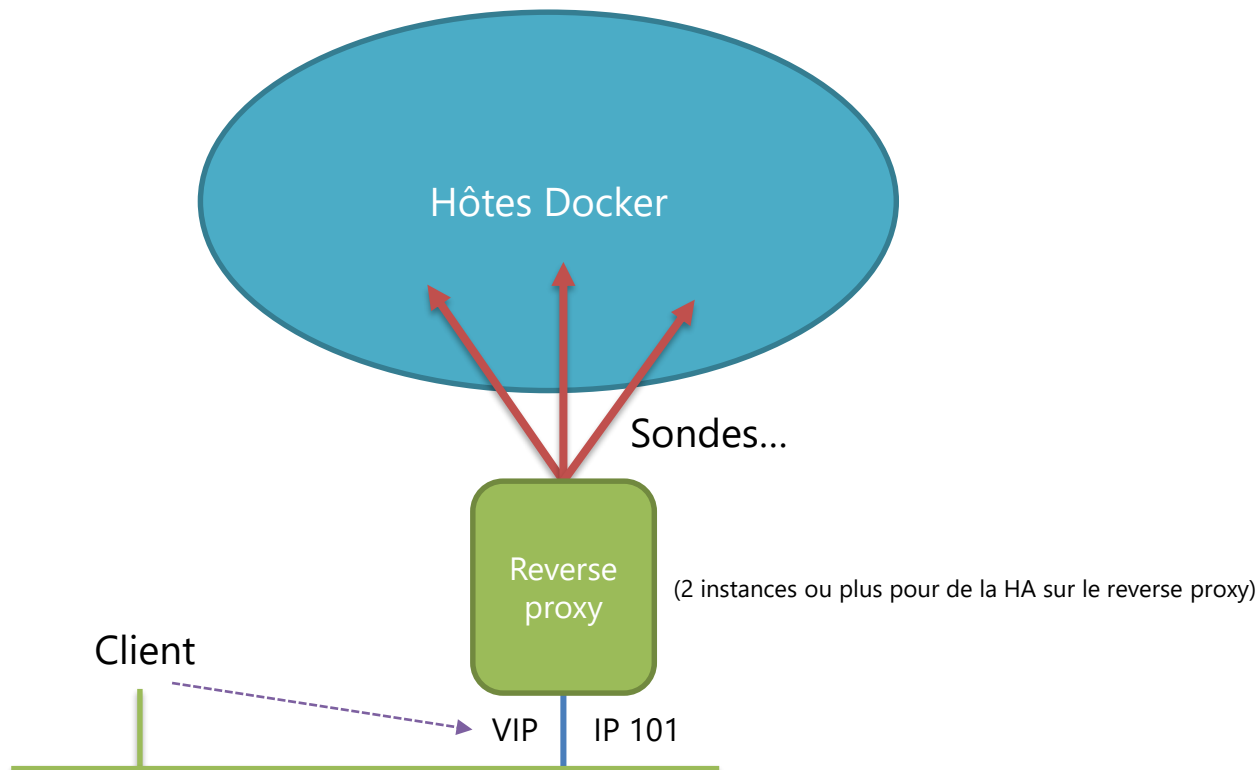 Hôtes Docker
Sondes...
Reverse
proxy
(2 instances ou plus pour de la HA sur le reverse proxy)
Client
VIP
IP 101